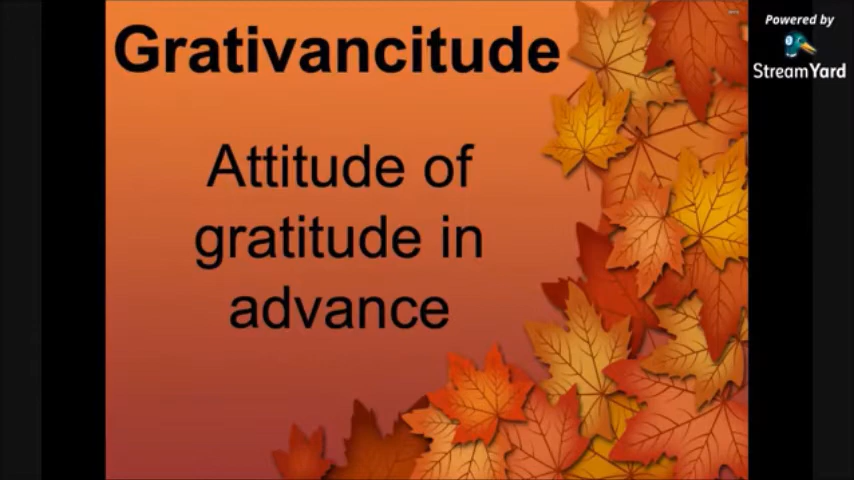 Grativancitude
Attitude of
gratitude in
advance
Powered by
StreamYard